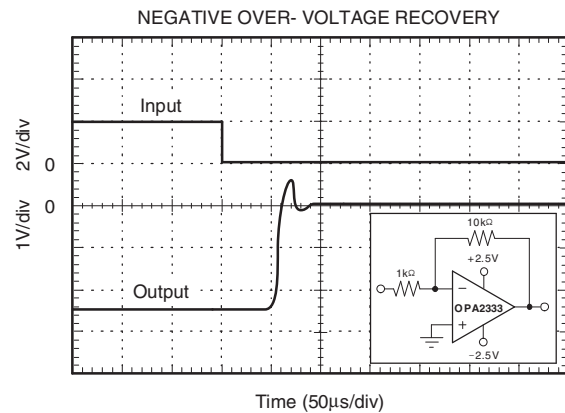 NEGATIVE OVER- VOLTAGE RECOVERY
Input
2V/div
0
0
1V/div
10kΩ
+2.5V
1kΩ
−
OPA2333
+
−2.5V
Output
Time (50μs/div)